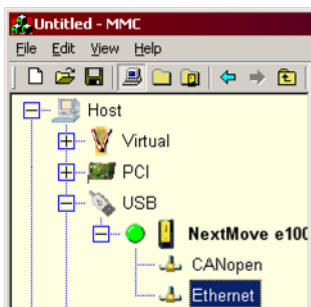 Untitled - MMC
File Edit View Help
Host
Virtual
PCI
USB
NextMove e100
CANopen
Ethernet